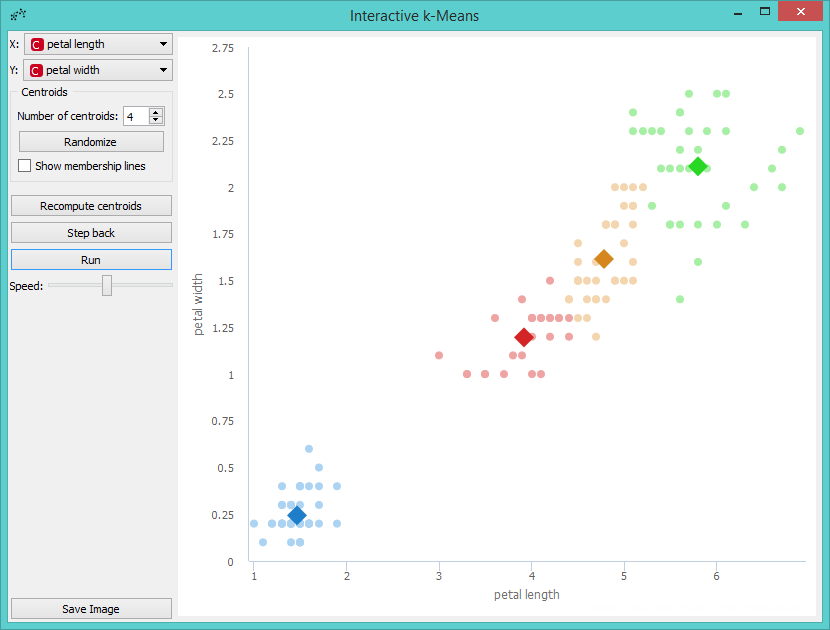 Interactive k-Means
X: C petal length
Y: C petal width
Centroids
Number of centroids: 4
Randomize
Show membership lines
Recompute centroids
Step back
Run
Speed:
Save Image
2.75
2.5
2.25
2
1.75
1.5
1.25
1
0.75
0.5
0.25
0
petal width
1 2 3 4 5 6
petal length